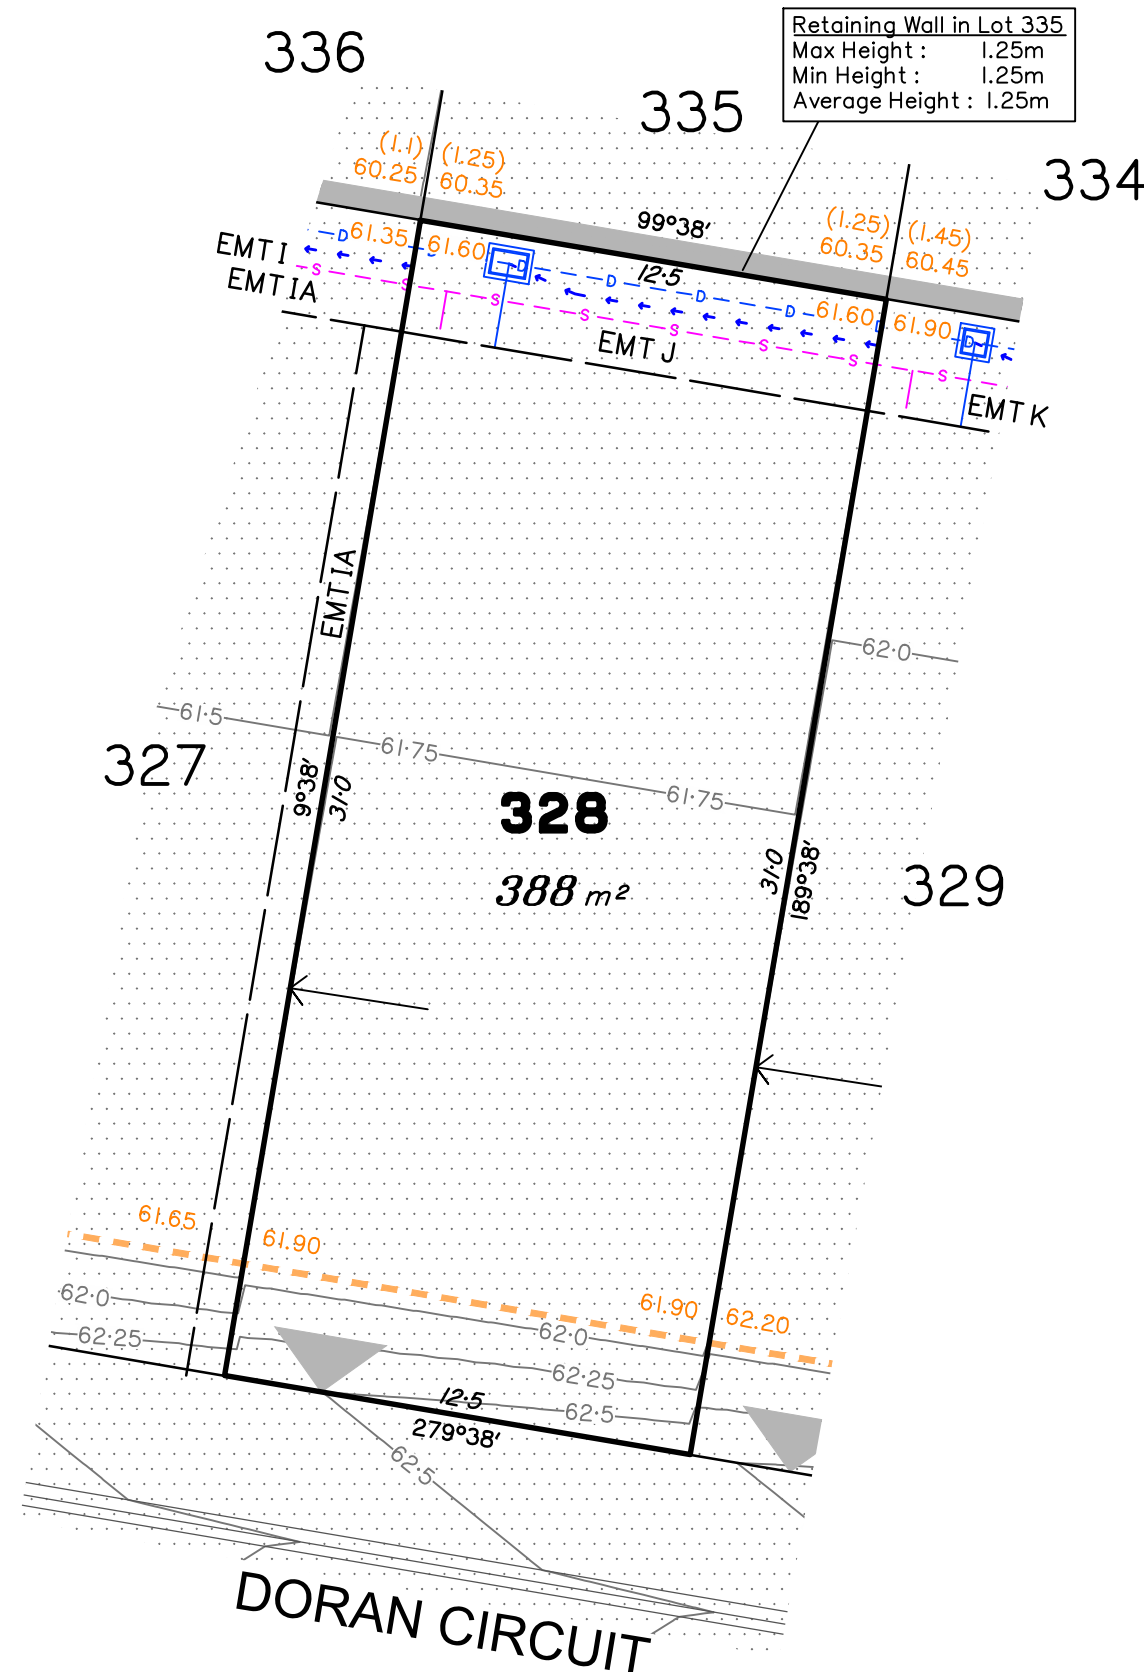 Retaining Wall in Lot 335
Max Height : 1.25m
Min Height : 1.25m
Average Height : 1.25m
336
335
334
(1.1) (1.25)
60.25 60.35
99°38'
(1.25) (1.45)
60.35 60.45
EMT I
EMT IA
D 61.35 61.60 D D D D 61.60 D 61.90 D
12·5
S S S S S S S S
EMT J
EMT K
EMT IA
62·0
61·5
61·75
61·75
327
9°38'
31·0
328
388 m²
31·0
189°38'
329
61.65
61.90
61.90
62.20
62·0
62·0
62·25
62·25
62·5
12·5
279°38'
62·5
DORAN CIRCUIT